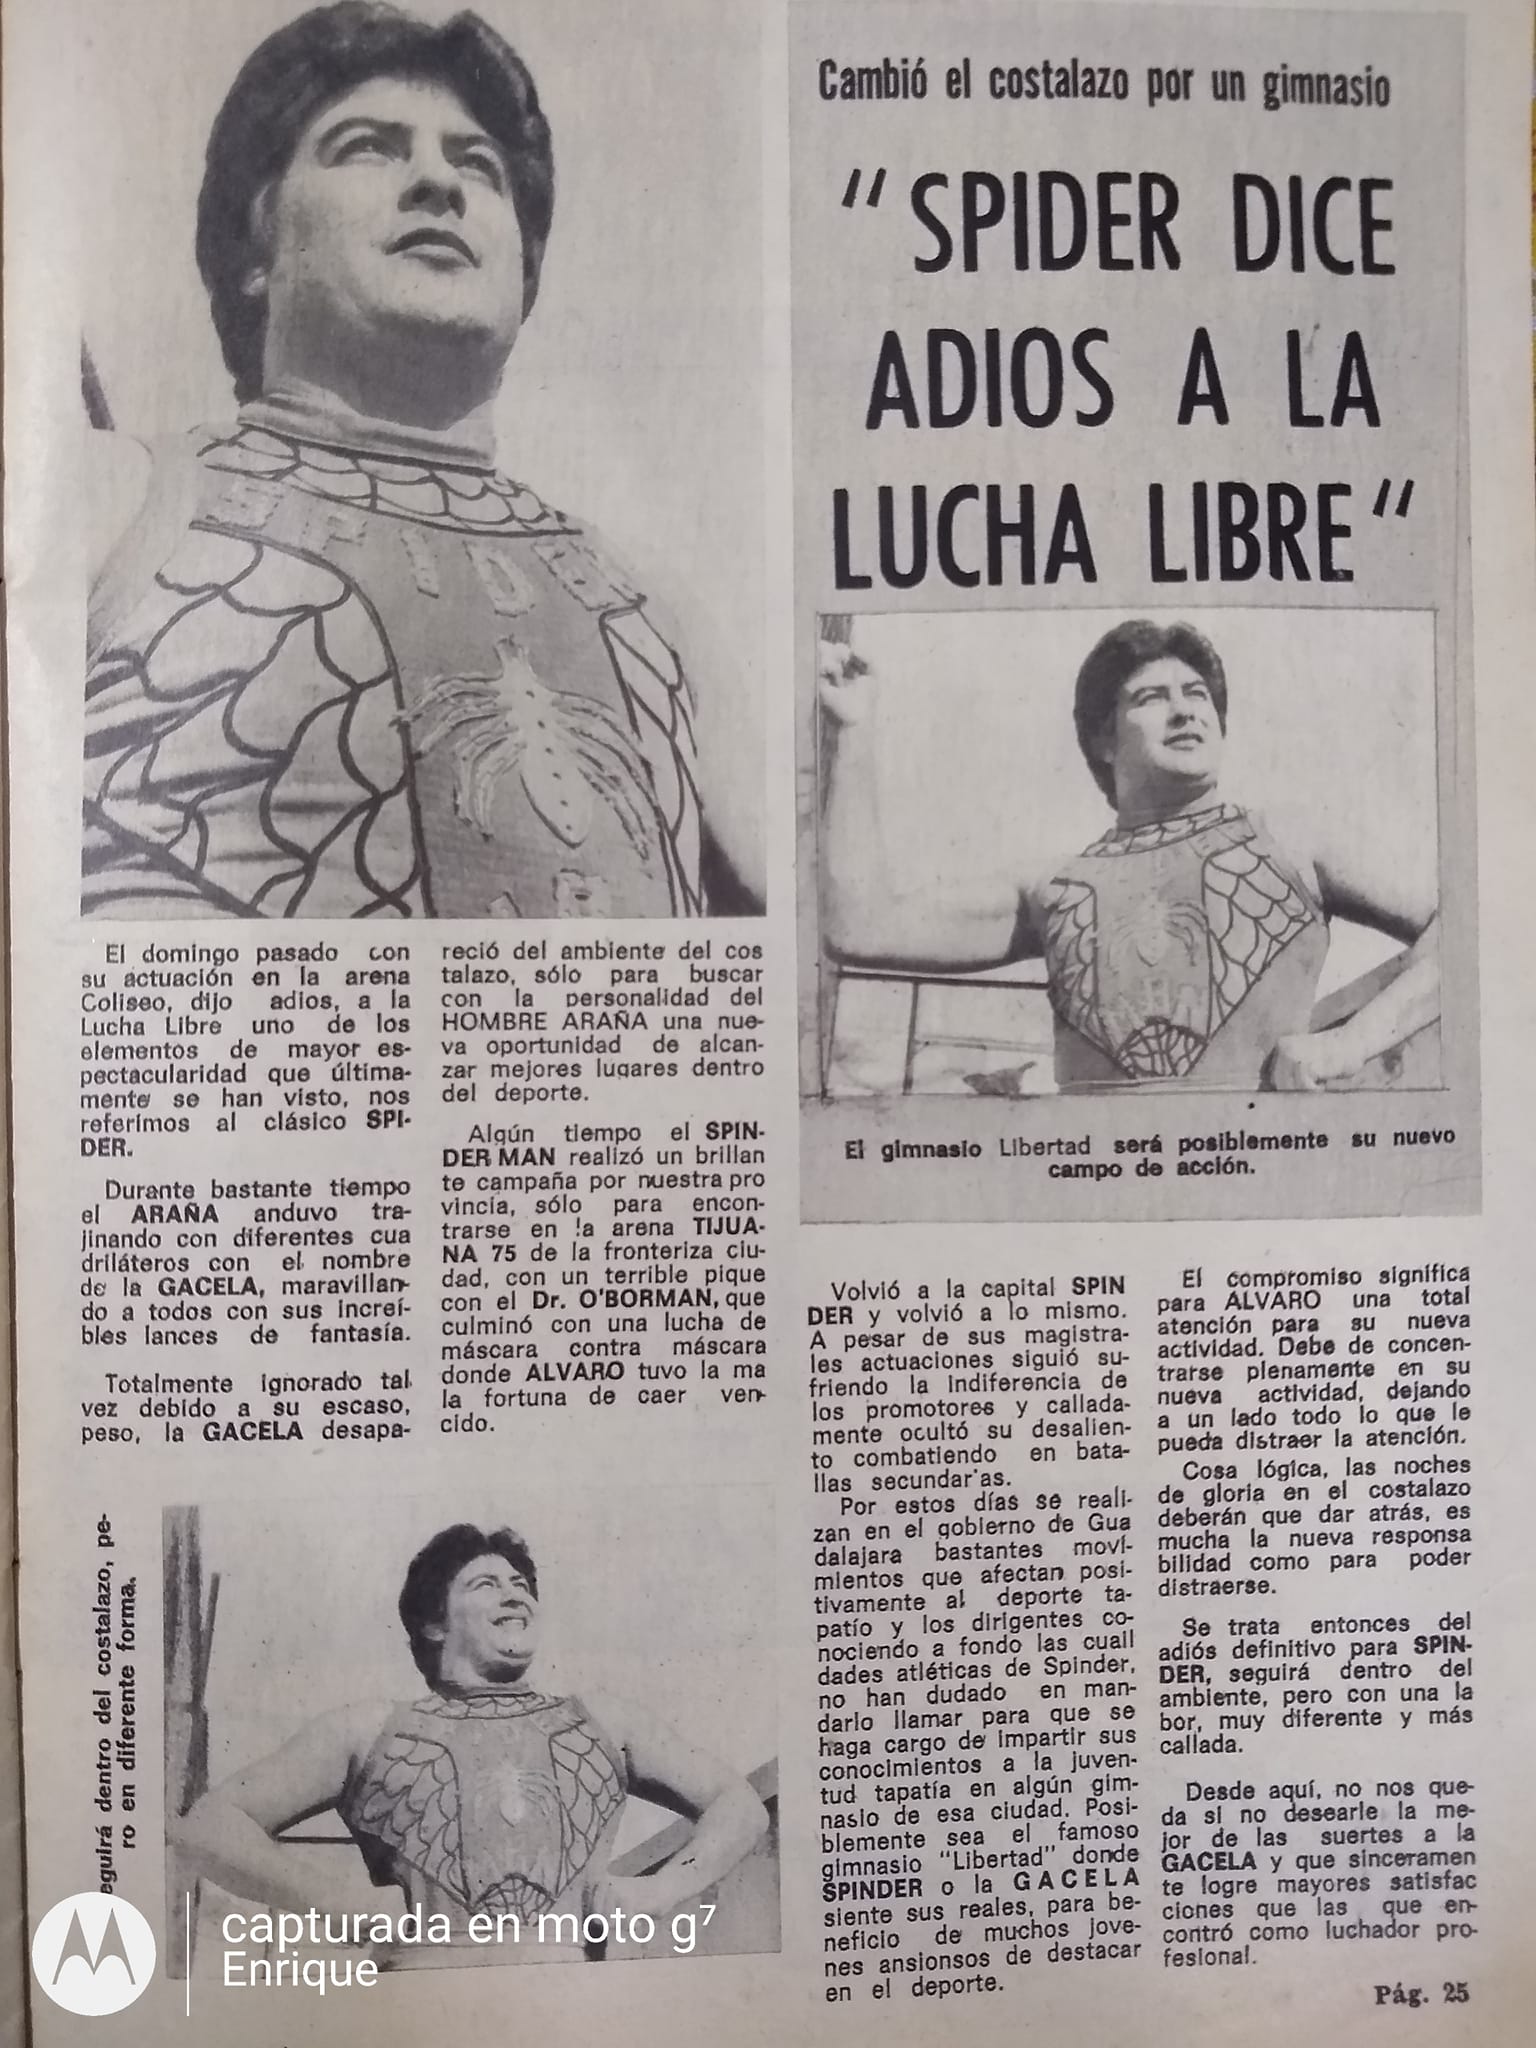 Cambió el costalazo por un gimnasio
"SPIDER DICE
ADIOS A LA
LUCHA LIBRE"
SPIDER
El domingo pasado con
su actuación en la arena
Coliseo, dijo adios, a la
Lucha Libre uno de los
elementos de mayor es-
pectacularidad que última-
mente se han visto, nos
referimos al clásico SPI-
DER.
Durante bastante tiempo
el ARAÑA anduvo tra-
jinando con diferentes cua
driláteros con el nombre
de la GACELA, maravillan-
do a todos con sus increí-
bles lances de fantasía.
Totalmente ignorado tal
vez debido a su escaso,
peso, la GACELA desapa-
reció del ambiente del cos
talazo, sólo para buscar
con la personalidad del
HOMBRE ARAÑA una nue-
va oportunidad de alcan-
zar mejores lugares dentro
del deporte.
Algún tiempo el SPIN-
DER MAN realizó un brillan
te campaña por nuestra pro
vincia, sólo para encon-
trarse en la arena TIJUA-
NA 75 de la fronteriza ciu-
dad, con un terrible pique
con el Dr. O'BORMAN, que
culminó con una lucha de
máscara contra máscara
donde ALVARO tuvo la ma
la fortuna de caer ven-
cido.
El gimnasio Libertad será posiblemente su nuevo
campo de acción.
Volvió a la capital SPIN
DER y volvió a lo mismo.
A pesar de sus magistra-
les actuaciones siguió su-
friendo la indiferencia de
los promotores y callada-
mente ocultó su desalien-
to combatiendo en bata-
llas secundarias.
Por estos días se reali-
zan en el gobierno de Gua
dalajara bastantes movi-
mientos que afectan posi-
tivamente al deporte ta-
patío y los dirigentes co-
nociendo a fondo las cuali
dades atléticas de Spinder,
no han dudado en man-
darlo llamar para que se
haga cargo de impartir sus
conocimientos a la juven-
tud tapatía en algún gim-
nasio de esa ciudad. Posi-
blemente sea el famoso
gimnasio "Libertad" donde
SPINDER o la GACELA
siente sus reales, para be-
neficio de muchos jove-
nes ansionsos de destacar
en el deporte.
El compromiso significa
para ALVARO una total
atención para su nueva
actividad. Debe de concen-
trarse plenamente en su
nueva actividad, dejando
a un lado todo lo que le
pueda distraer la atención.
Cosa lógica, las noches
de gloria en el costalazo
deberán que dar atrás, es
mucha la nueva responsa
bilidad como para poder
distraerse.
Se trata entonces del
adiós definitivo para SPIN-
DER, seguirá dentro del
ambiente, pero con una la
bor, muy diferente y más
callada.
Desde aquí, no nos que-
da si no desearle la me-
jor de las suertes a la
GACELA y que sinceramen
te logre mayores satisfac
ciones que las que en-
contró como luchador pro-
fesional.
eguirá dentro del costalazo, pe-
ro en diferente forma.
Pág. 25
capturada en moto g⁷
Enrique